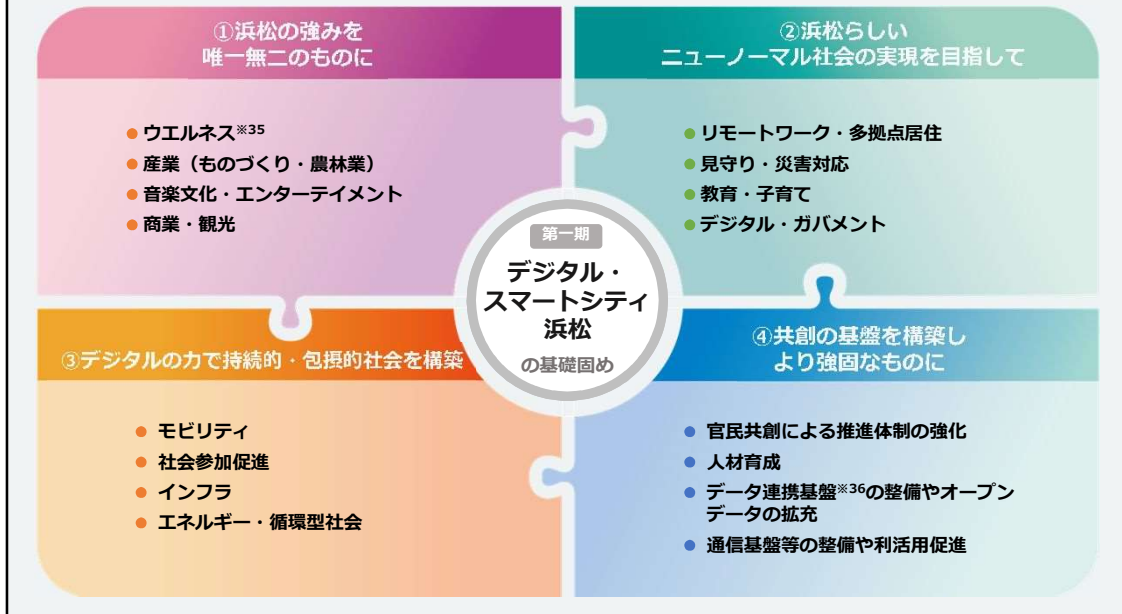 ①浜松の強みを
唯一無二のものに
● ウエルネス※35
● 産業（ものづくり・農林業）
● 音楽文化・エンターテイメント
● 商業・観光
②浜松らしい
ニューノーマル社会の実現を目指して
● リモートワーク・多拠点居住
● 見守り・災害対応
● 教育・子育て
● デジタル・ガバメント
第一期
デジタル・
スマートシティ
浜松
の基礎固め
③デジタルの力で持続的・包摂的社会を構築
● モビリティ
● 社会参加促進
● インフラ
● エネルギー・循環型社会
④共創の基盤を構築し
より強固なものに
● 官民共創による推進体制の強化
● 人材育成
● データ連携基盤※36の整備やオープン
データの拡充
● 通信基盤等の整備や利活用促進